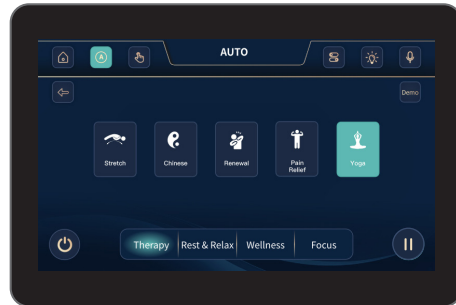 A
AUTO
Demo
Stretch
Chinese
Renewal
Pain
Relief
Yoga
Therapy
Rest & Relax
Wellness
Focus